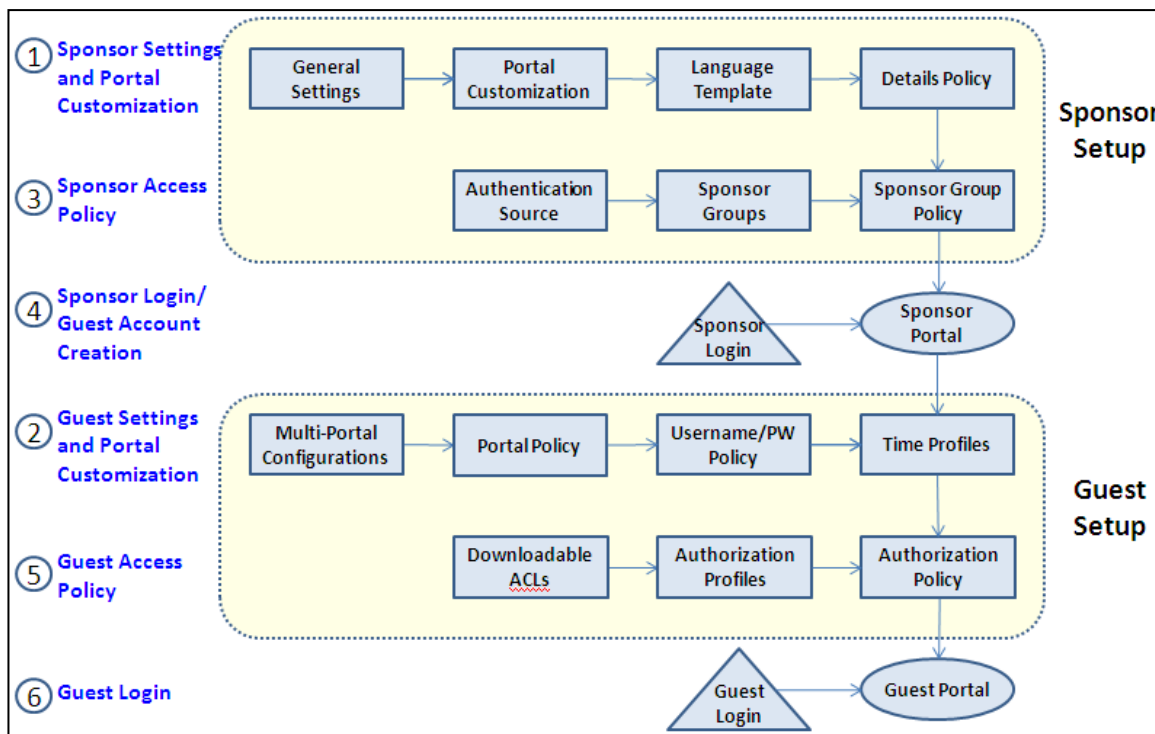 1
Sponsor Settings
and Portal
Customization
General
Settings
Portal
Customization
Language
Template
Details Policy
Sponsor
Setup
3
Sponsor Access
Policy
Authentication
Source
Sponsor
Groups
Sponsor Group
Policy
4
Sponsor Login/
Guest Account
Creation
Sponsor
Login
Sponsor
Portal
2
Guest Settings
and Portal
Customization
Multi-Portal
Configurations
Portal Policy
Username/PW
Policy
Time Profiles
Guest
Setup
5
Guest Access
Policy
Downloadable
ACLs
Authorization
Profiles
Authorization
Policy
6
Guest Login
Guest
Login
Guest Portal